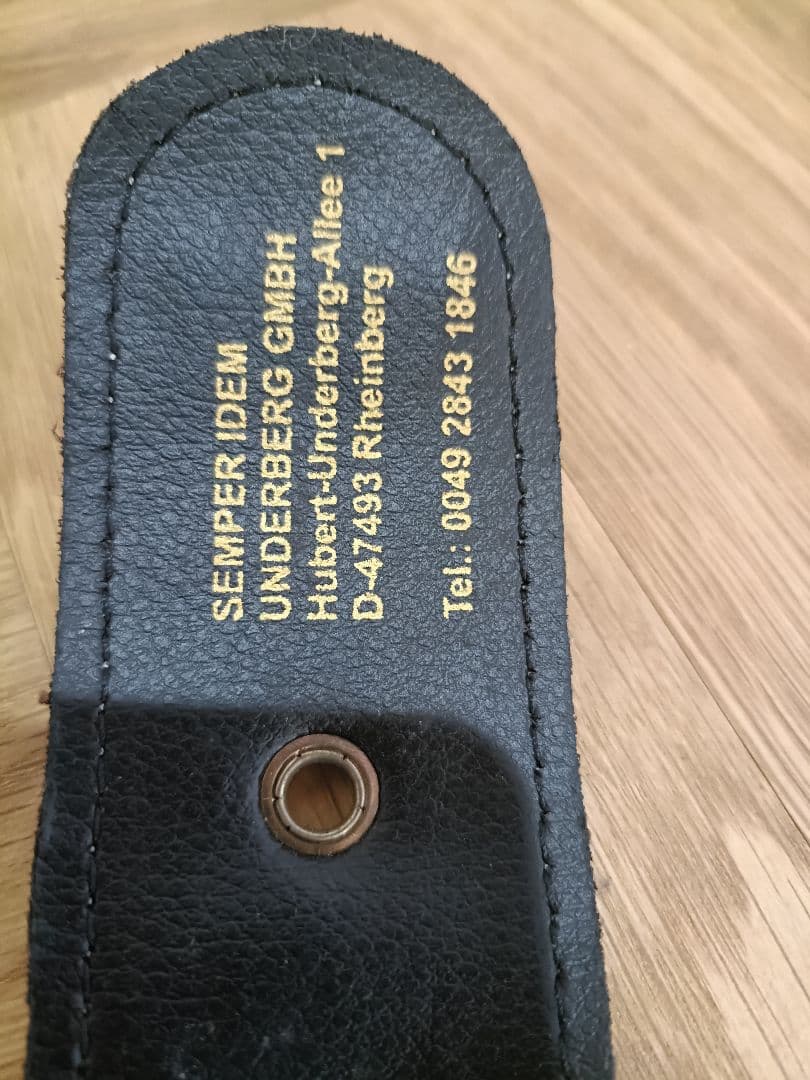 SEMPER IDEM
UNDERBERG GMBH
Hubert-Underberg-Allee 1
D-47493 Rheinberg
Tel.: 0049 2843 1846